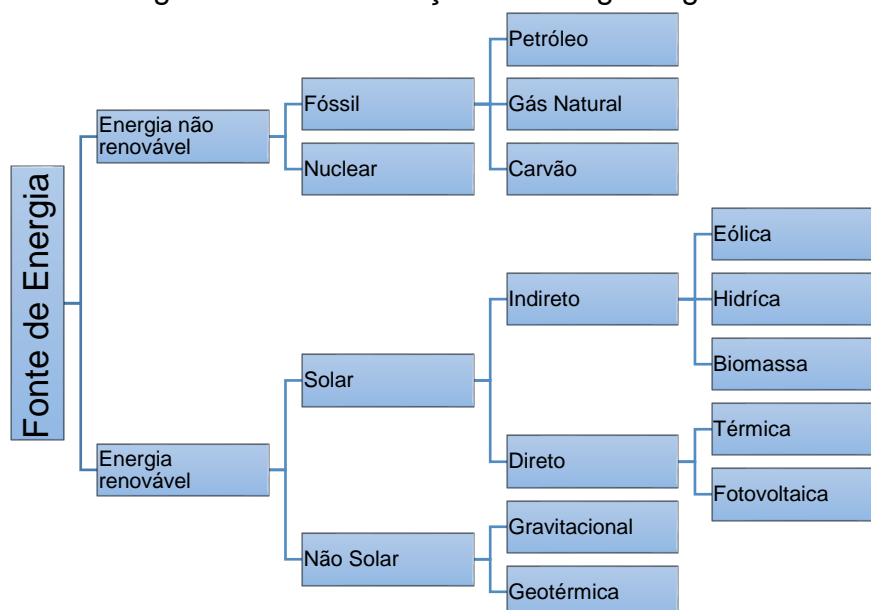 Petróleo
Fóssil
Gás Natural
Energia não
renovável
Nuclear
Carvão
Fonte de Energia
Eólica
Indireto
Hidríca
Biomassa
Solar
Térmica
Direto
Fotovoltaica
Energia
renovável
Gravitacional
Não Solar
Geotérmica